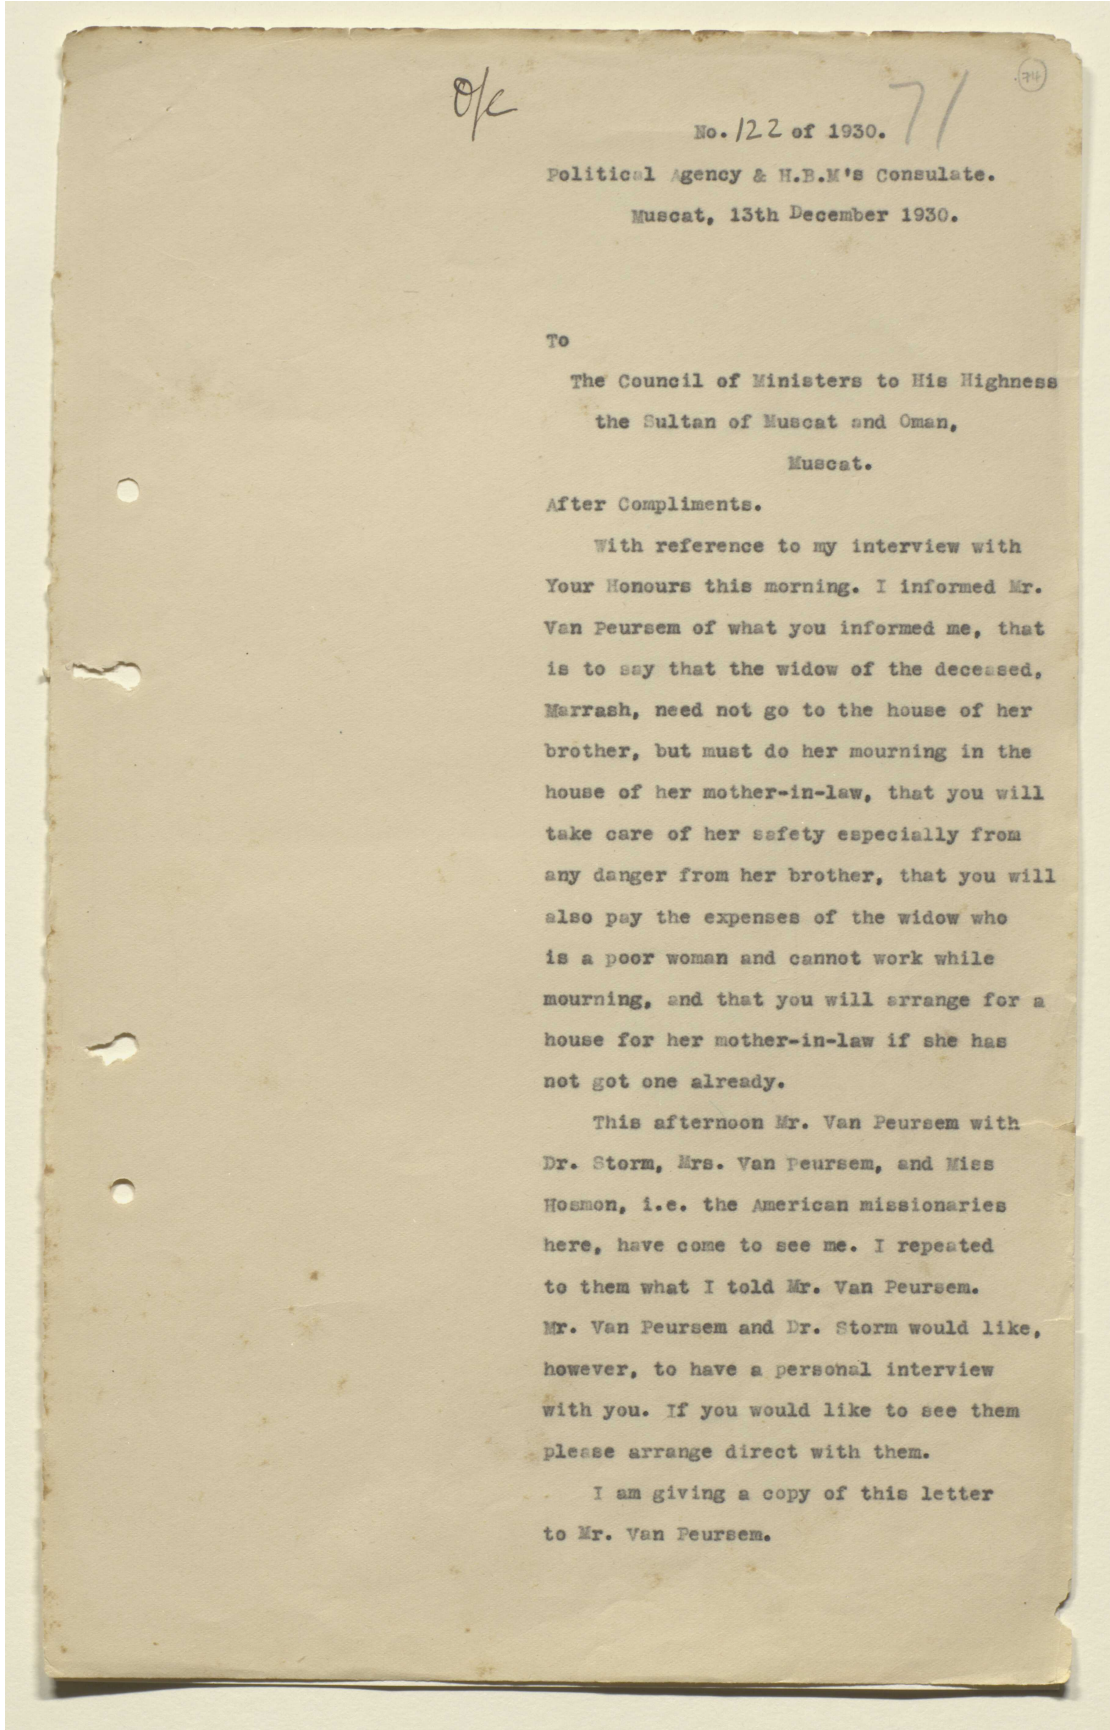 O/c
74
71
No. 122 of 1930.
Political Agency & H.B.M's Consulate.
Muscat, 13th December 1930.
To
The Council of Ministers to His Highness
the Sultan of Muscat and Oman,
Muscat.
After Compliments.
With reference to my interview with
Your Honours this morning. I informed Mr.
Van Peursem of what you informed me, that
is to say that the widow of the deceased,
Marrash, need not go to the house of her
brother, but must do her mourning in the
house of her mother-in-law, that you will
take care of her safety especially from
any danger from her brother, that you will
also pay the expenses of the widow who
is a poor woman and cannot work while
mourning, and that you will arrange for a
house for her mother-in-law if she has
not got one already.
This afternoon Mr. Van Peursem with
Dr. Storm, Mrs. Van Peursem, and Miss
Hosmon, i.e. the American missionaries
here, have come to see me. I repeated
to them what I told Mr. Van Peursem.
Mr. Van Peursem and Dr. Storm would like,
however, to have a personal interview
with you. If you would like to see them
please arrange direct with them.
I am giving a copy of this letter
to Mr. Van Peursem.